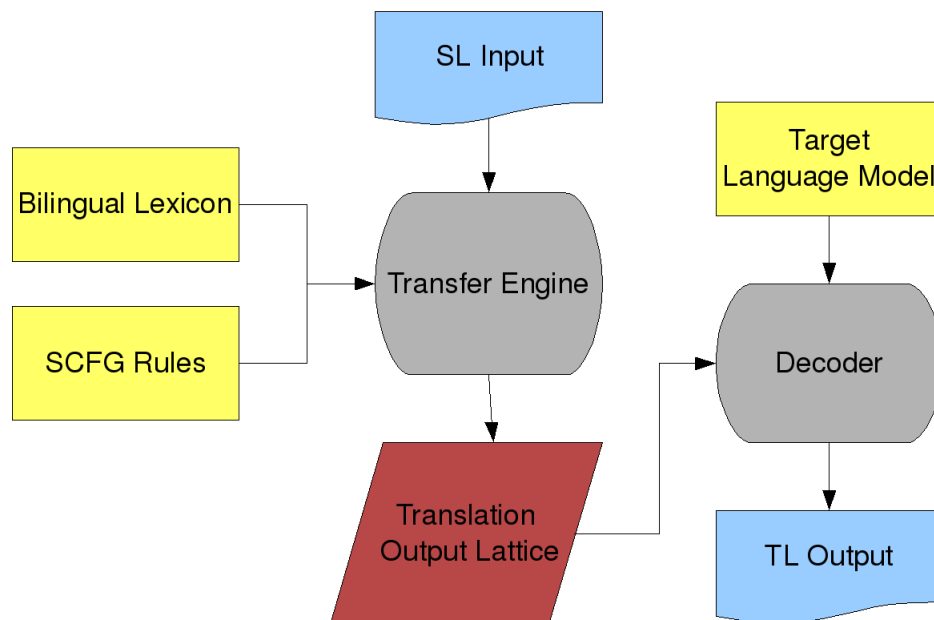 SL Input
Target
Language Model
Bilingual Lexicon
Transfer Engine
SCFG Rules
Decoder
Translation
Output Lattice
TL Output